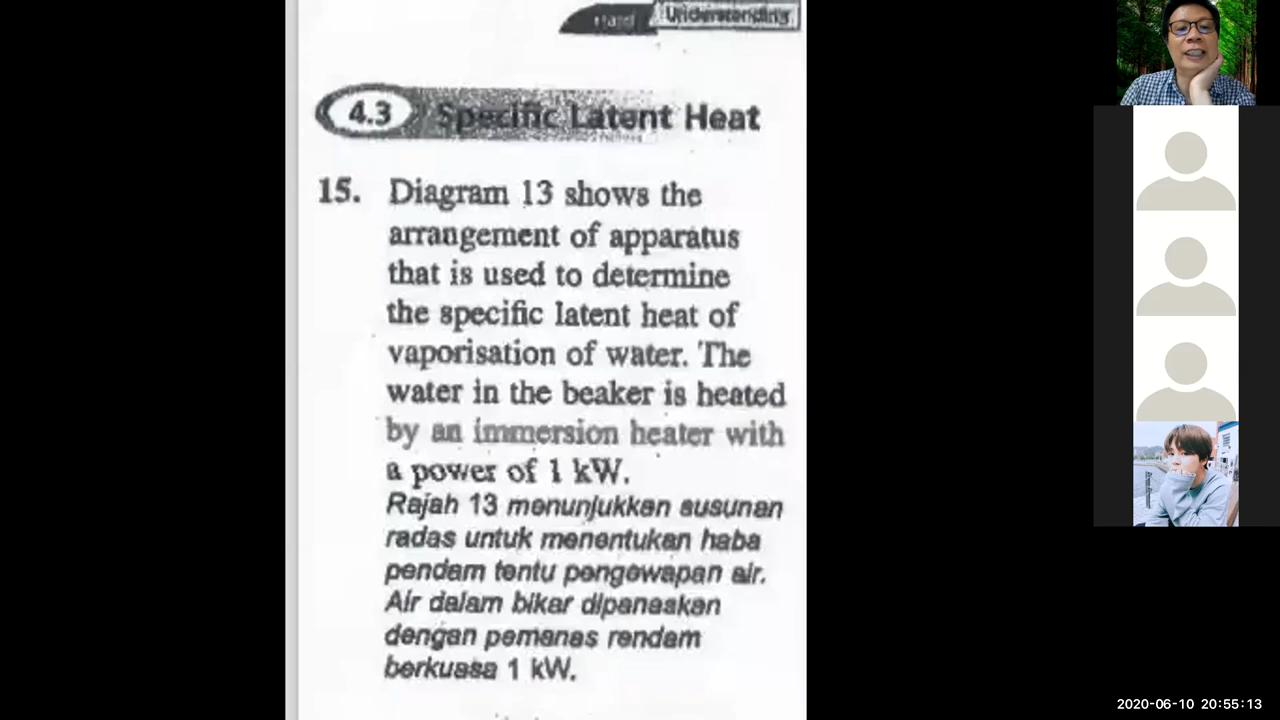 Hard Understanding
4.3 Specific Latent Heat
15. Diagram 13 shows the
arrangement of apparatus
that is used to determine
the specific latent heat of
vaporisation of water. The
water in the beaker is heated
by an immersion heater with
a power of 1 kW.
Rajah 13 menunjukkan susunan
radas untuk menentukan haba
pendam tentu pengewapan air.
Air dalam bikar dipanaskan
dengan pemanas rendam
berkuasa 1 kW.
2020-06-10 20:55:13